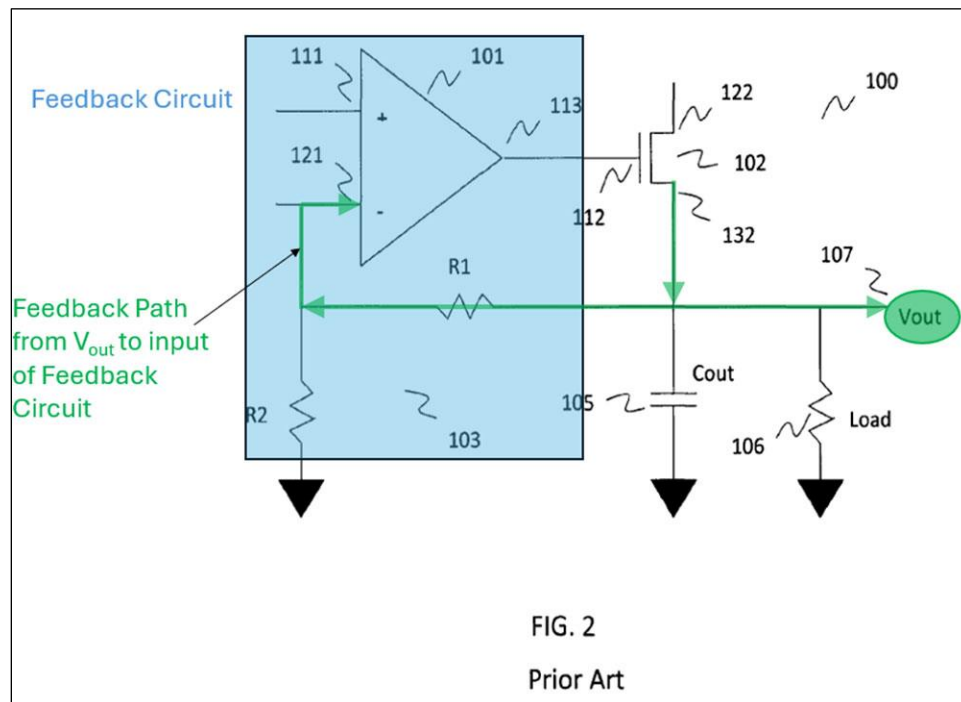 111
101
122
100
Feedback Circuit
113
+
121
102
-
112
132
107
R1
Feedback Path
from Vout to input
of Feedback
Circuit
Vout
Cout
105
R2
103
106
Load
FIG. 2
Prior Art